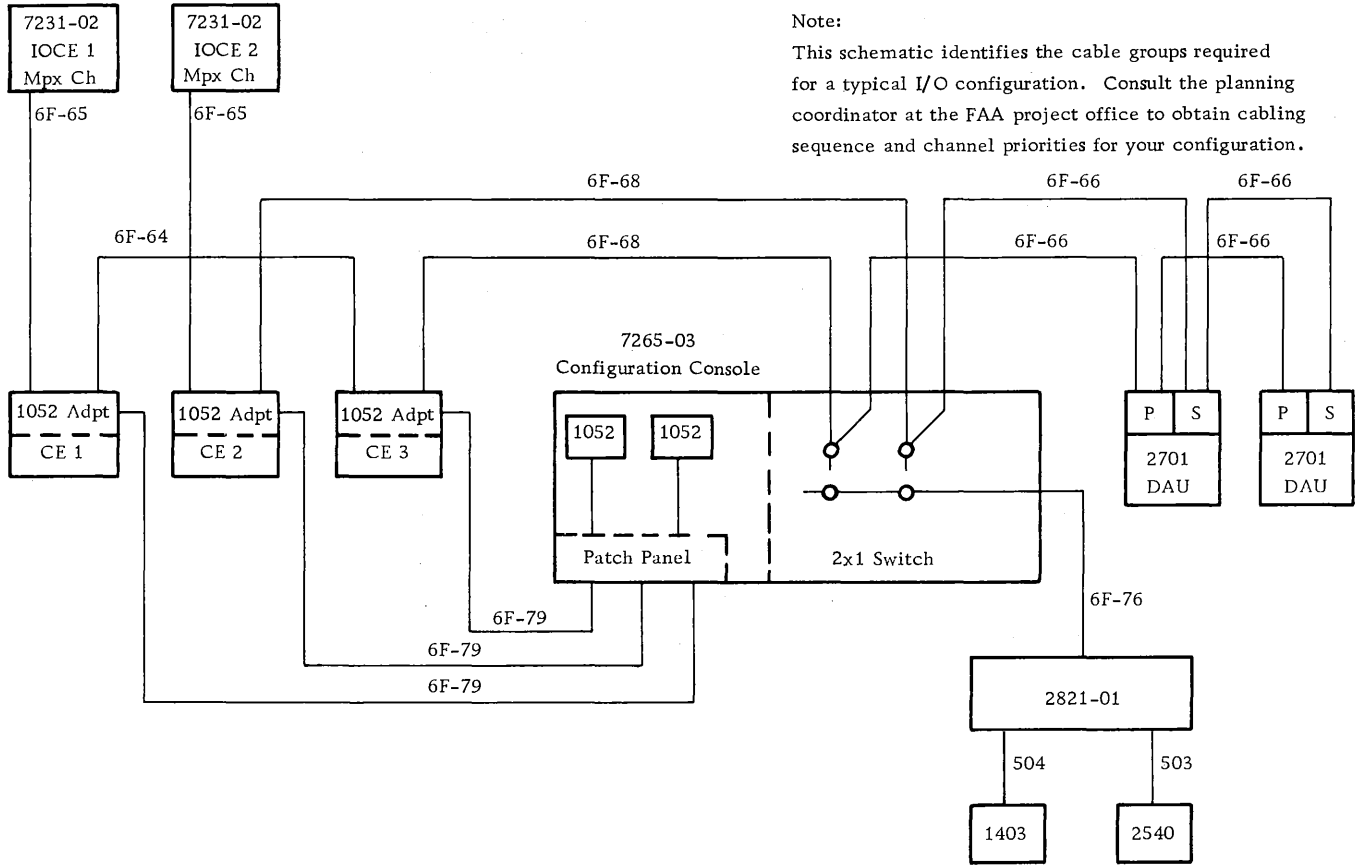 7231-02
IOCE 1
Mpx Ch
7231-02
IOCE 2
Mpx Ch
Note:
This schematic identifies the cable groups required
for a typical I/O configuration. Consult the planning
coordinator at the FAA project office to obtain cabling
sequence and channel priorities for your configuration.
6F-65
6F-65
6F-68
6F-66
6F-66
6F-64
6F-68
6F-66
6F-66
7265-03
Configuration Console
1052 Adpt
CE 1
1052 Adpt
CE 2
1052 Adpt
CE 3
1052
1052
P
S
2701
DAU
P
S
2701
DAU
Patch Panel
2x1 Switch
6F-79
6F-79
6F-79
6F-76
2821-01
504
503
1403
2540